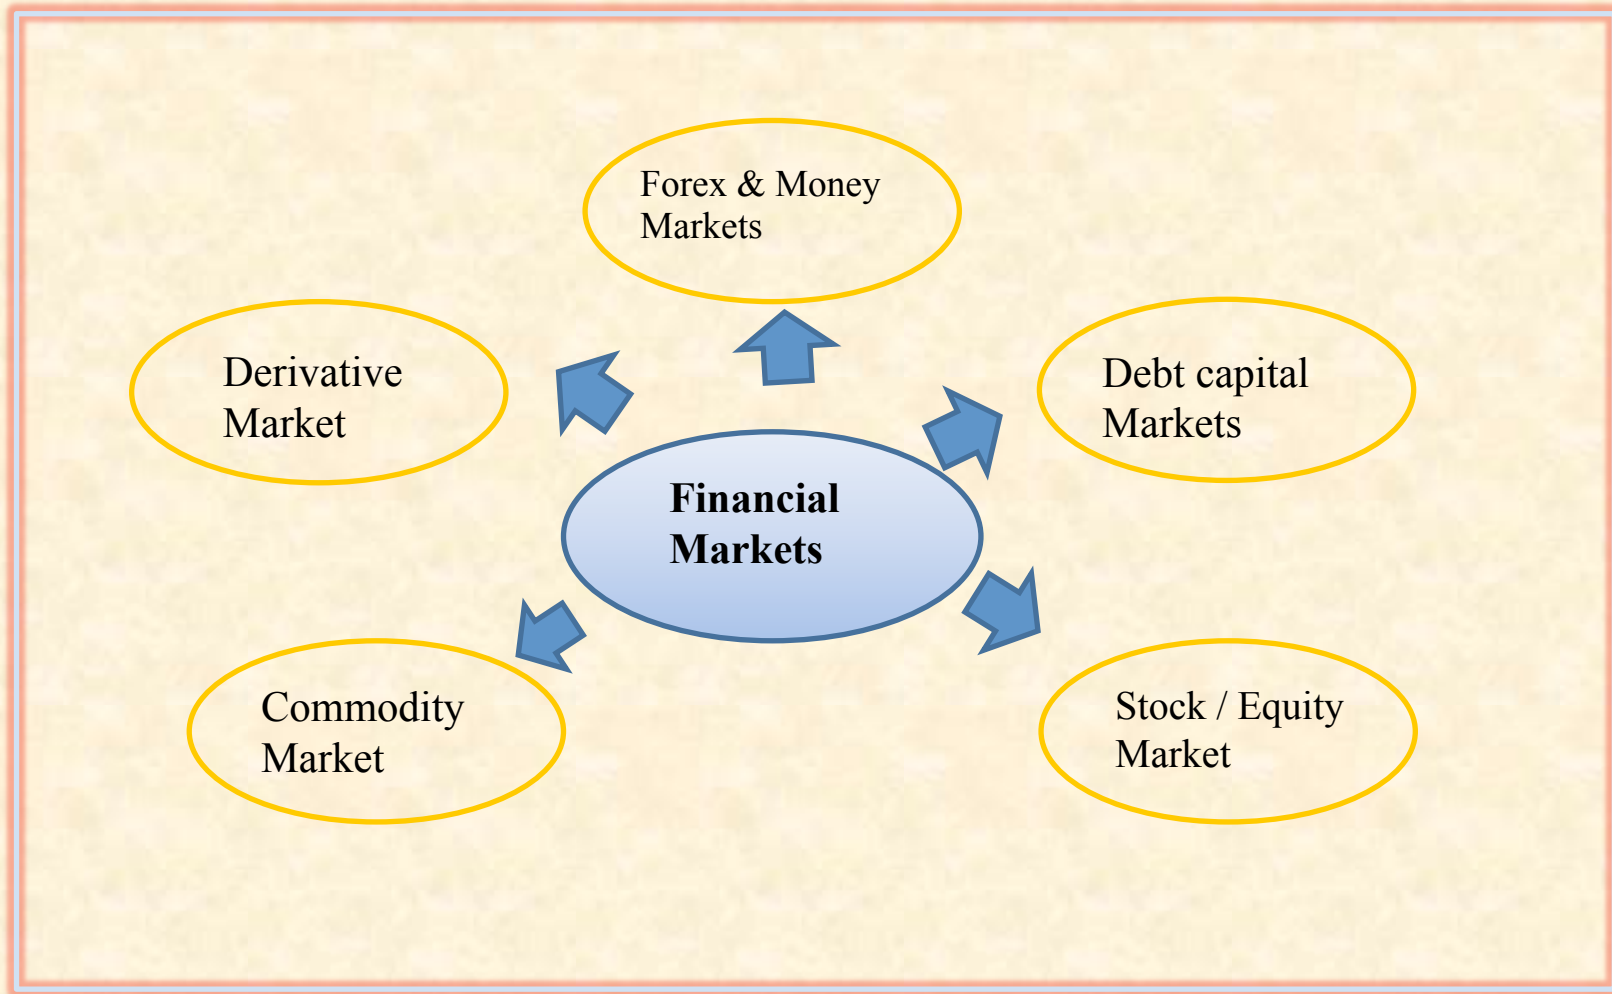 Forex & Money
Markets
Derivative
Market
Debt capital
Markets
Financial
Markets
Commodity
Market
Stock / Equity
Market